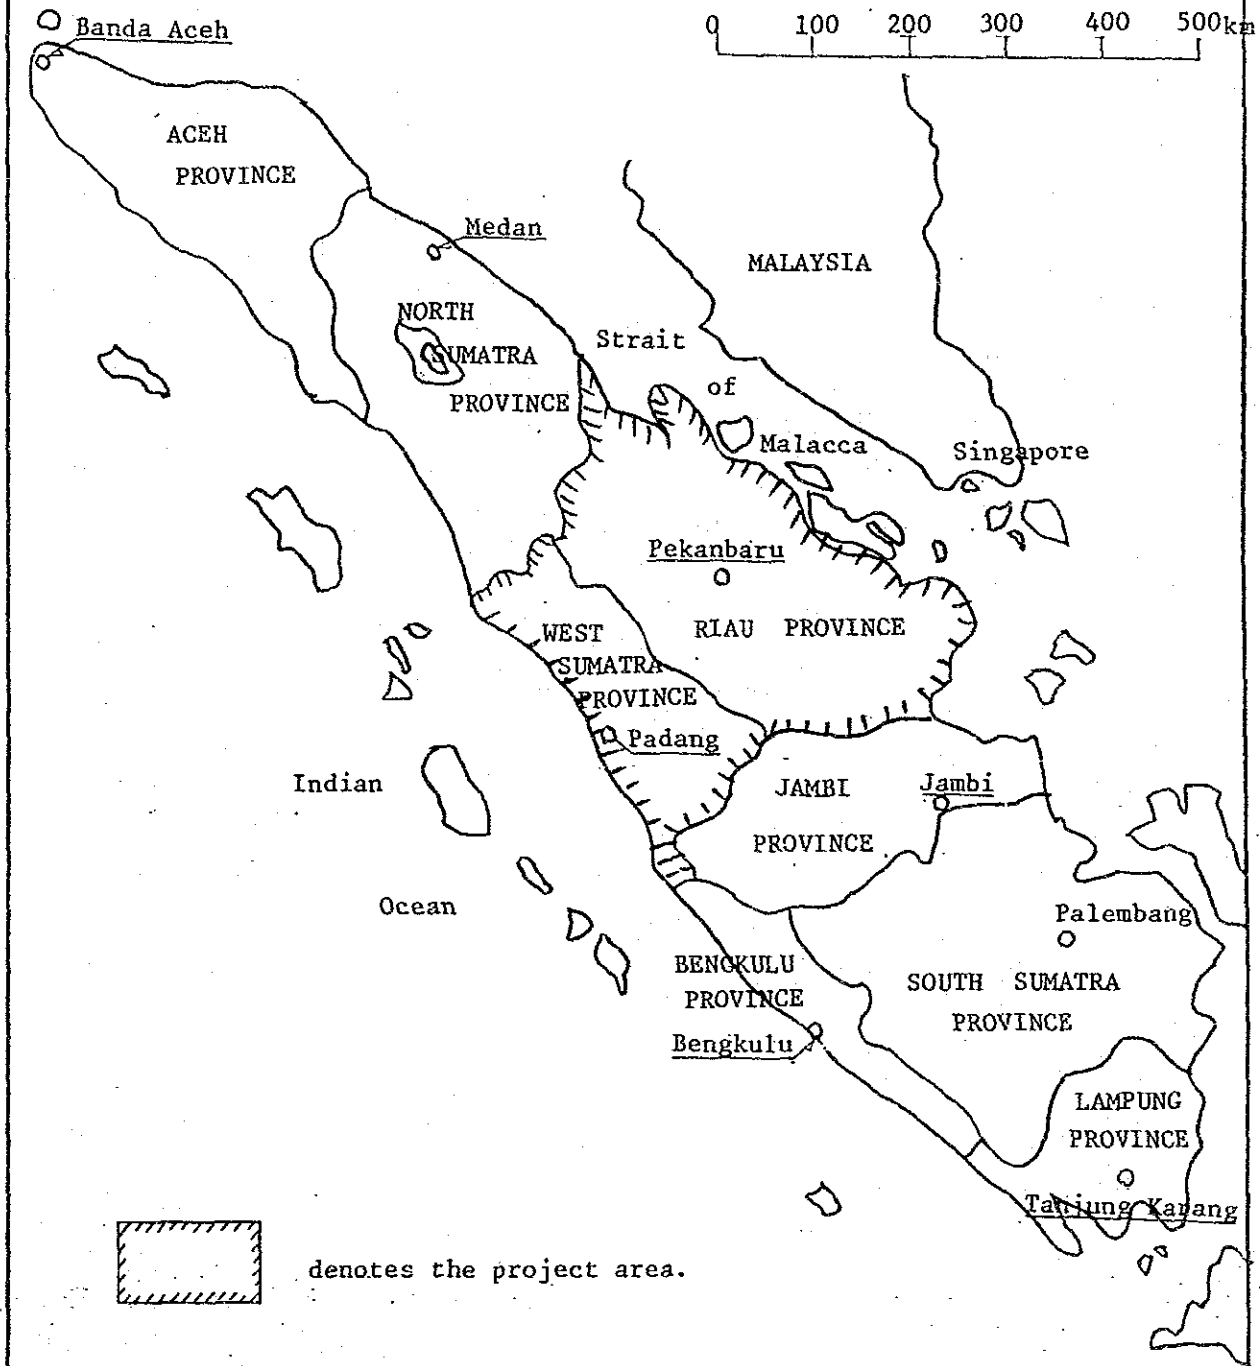 0 100 200 300 400 500km
Banda Aceh
ACEH
PROVINCE
Medan
MALAYSIA
NORTH
SUMATRA
PROVINCE
Strait
of
Malacca
Singapore
Pekanbaru
RIAU PROVINCE
WEST
SUMATRA
PROVINCE
Padang
Indian
Ocean
JAMBI
PROVINCE
Jambi
Palembang
BENGKULU
PROVINCE
Bengkulu
SOUTH SUMATRA
PROVINCE
LAMPUNG
PROVINCE
Tanjung Karang
denotes the project area.